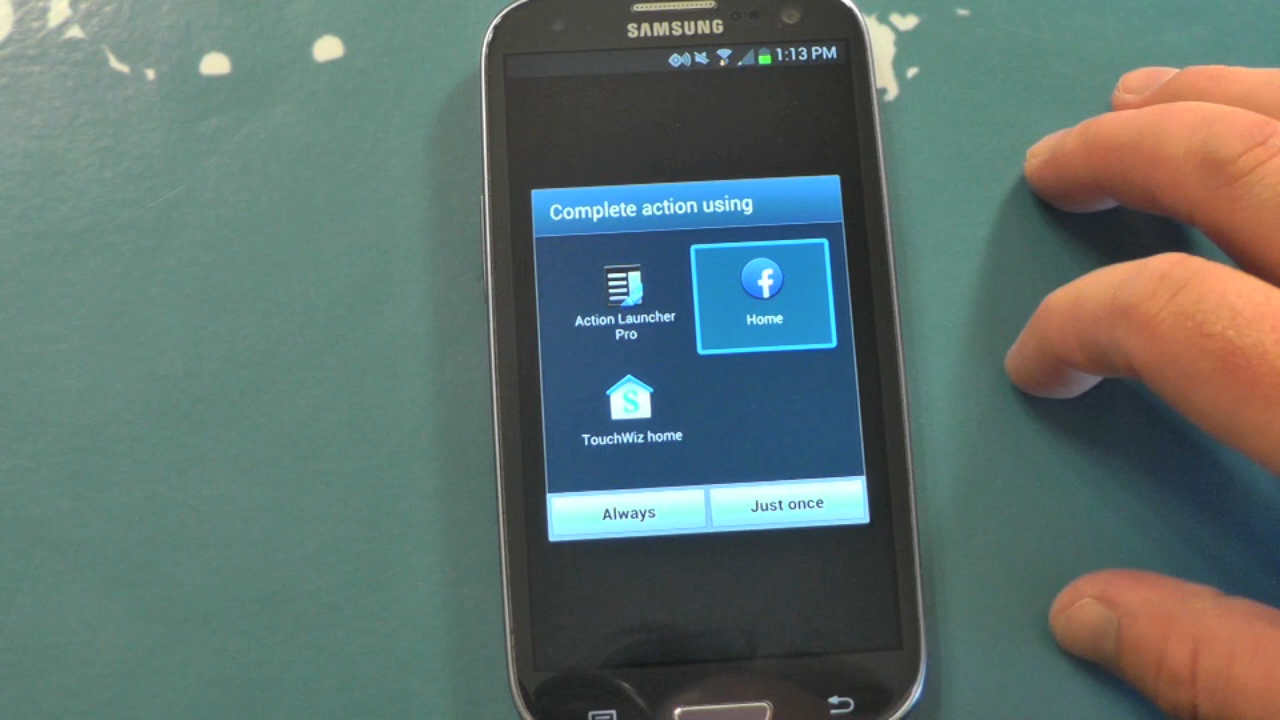 SAMSUNG
1:13 PM
Complete action using
Action Launcher
Pro
Home
TouchWiz home
Always
Just once